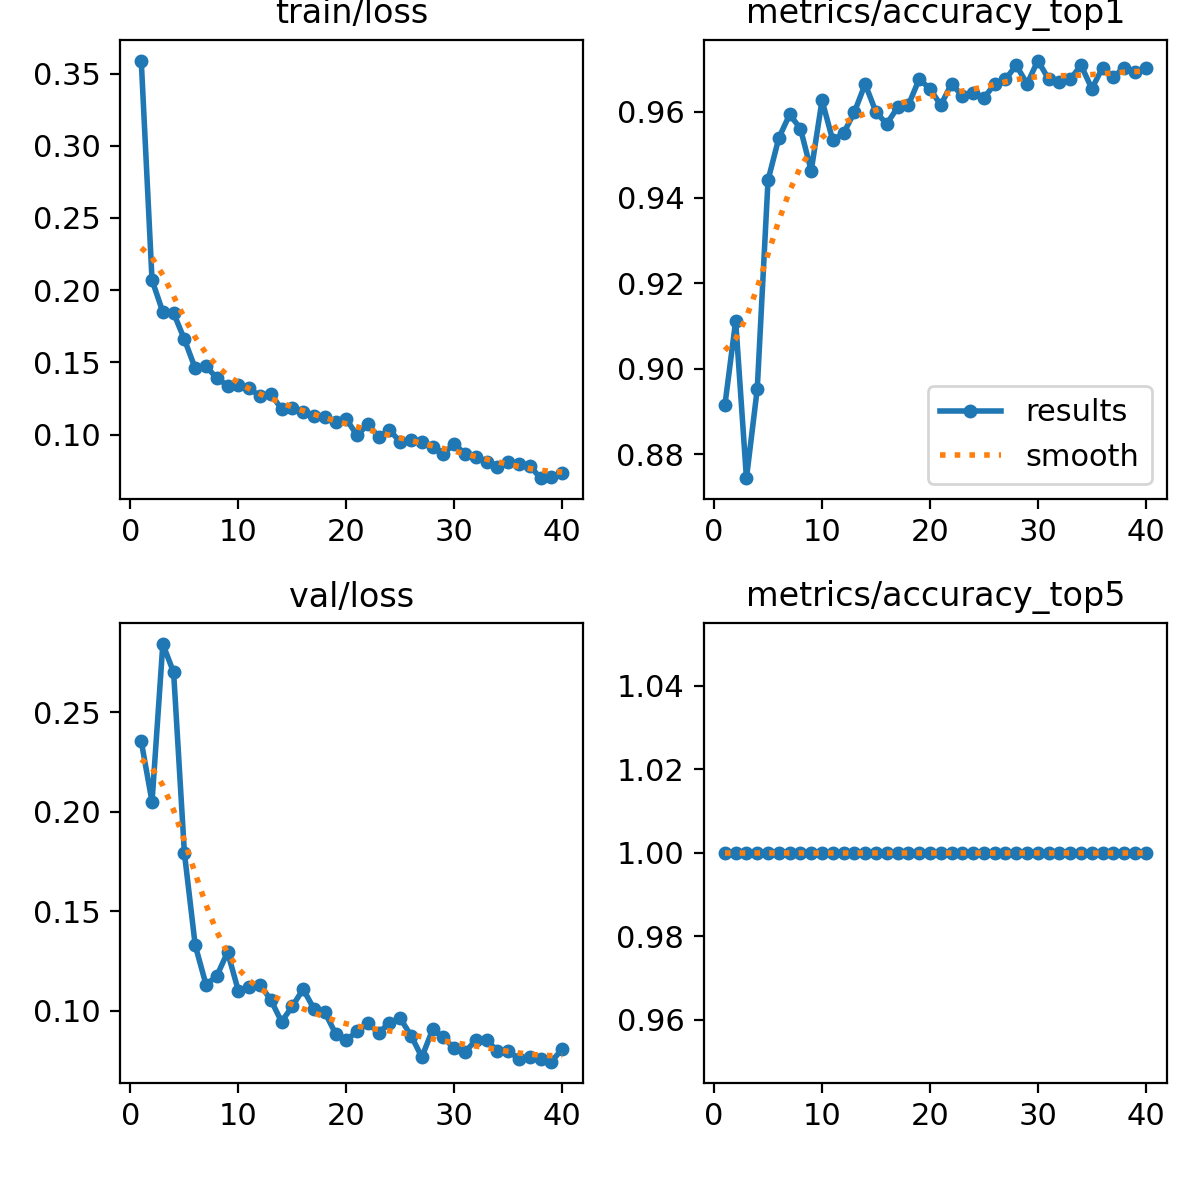 train/loss
0.35
0.30
0.25
0.20
0.15
0.10
0 10 20 30 40
metrics/accuracy_top1
0.96
0.94
0.92
0.90
0.88
results
smooth
0 10 20 30 40
val/loss
0.25
0.20
0.15
0.10
0 10 20 30 40
metrics/accuracy_top5
1.04
1.02
1.00
0.98
0.96
0 10 20 30 40